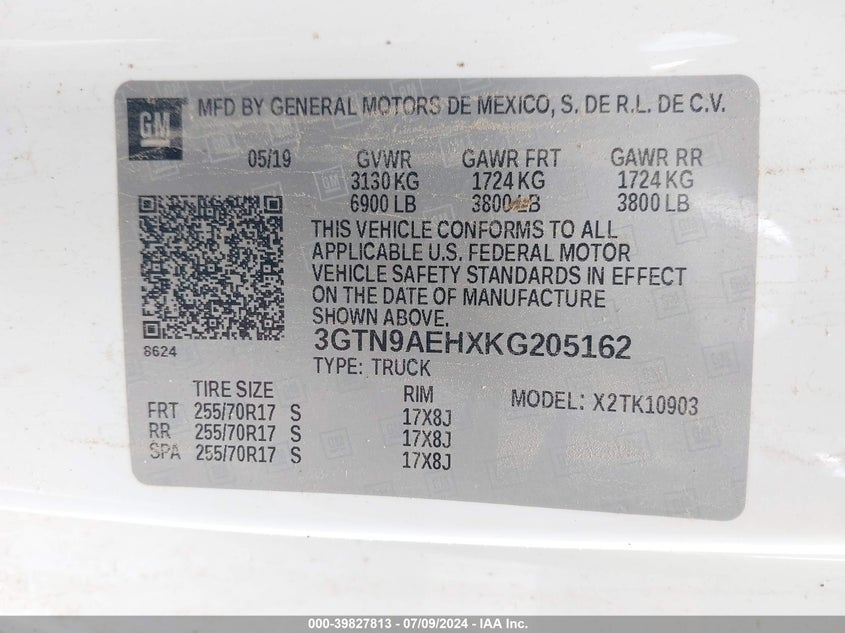 GM
MFD BY GENERAL MOTORS DE MEXICO, S. DE R.L. DE C.V.
05/19 GVWR GAWR FRT GAWR RR
3130 KG 1724 KG 1724 KG
6900 LB 3800 LB 3800 LB
THIS VEHICLE CONFORMS TO ALL
APPLICABLE U.S. FEDERAL MOTOR
VEHICLE SAFETY STANDARDS IN EFFECT
ON THE DATE OF MANUFACTURE
SHOWN ABOVE.
8624
3GTN9AEHXKG205162
TYPE: TRUCK
TIRE SIZE RIM MODEL: X2TK10903
FRT 255/70R17 S 17X8J
RR 255/70R17 S 17X8J
SPA 255/70R17 S 17X8J
000-39827813 - 07/09/2024 - IAA Inc.